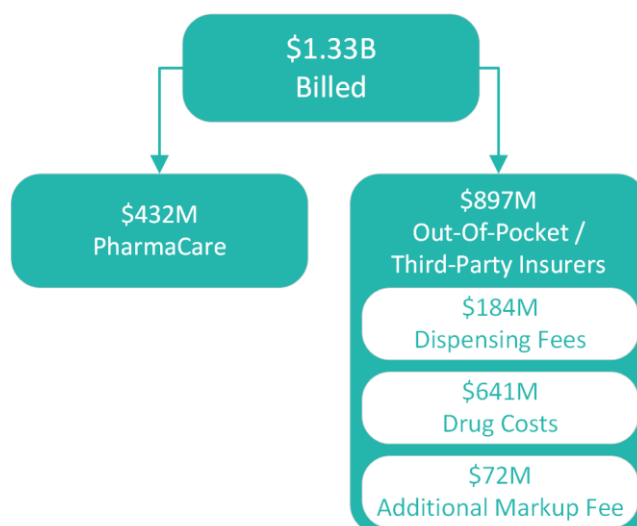 $1.33B
Billed
$432M
PharmaCare
$897M
Out-Of-Pocket /
Third-Party Insurers
$184M
Dispensing Fees
$641M
Drug Costs
$72M
Additional Markup Fee